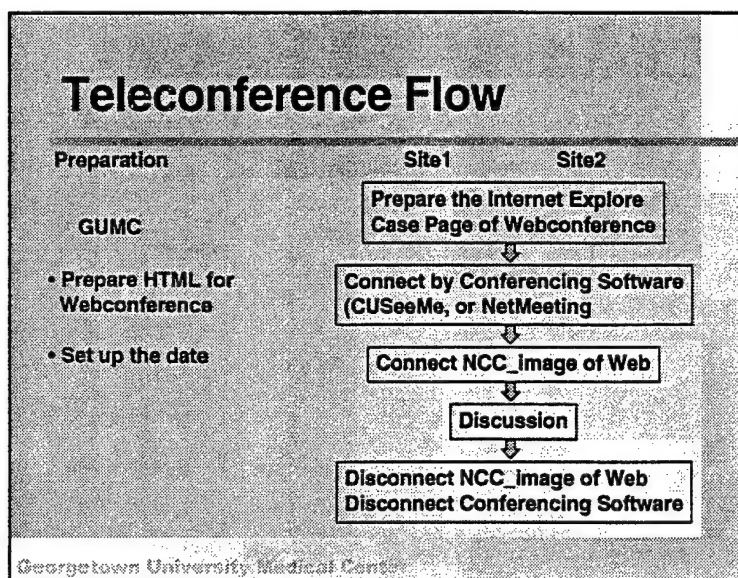 Teleconference Flow
Preparation
Site1 Site2
GUMC
• Prepare HTML for
Webconference
• Set up the date
Prepare the Internet Explore
Case Page of Webconference
Connect by Conferencing Software
(CUSeeMe, or NetMeeting
Connect NCC_image of Web
Discussion
Disconnect NCC_image of Web
Disconnect Conferencing Software
Georgetown University Medical Center